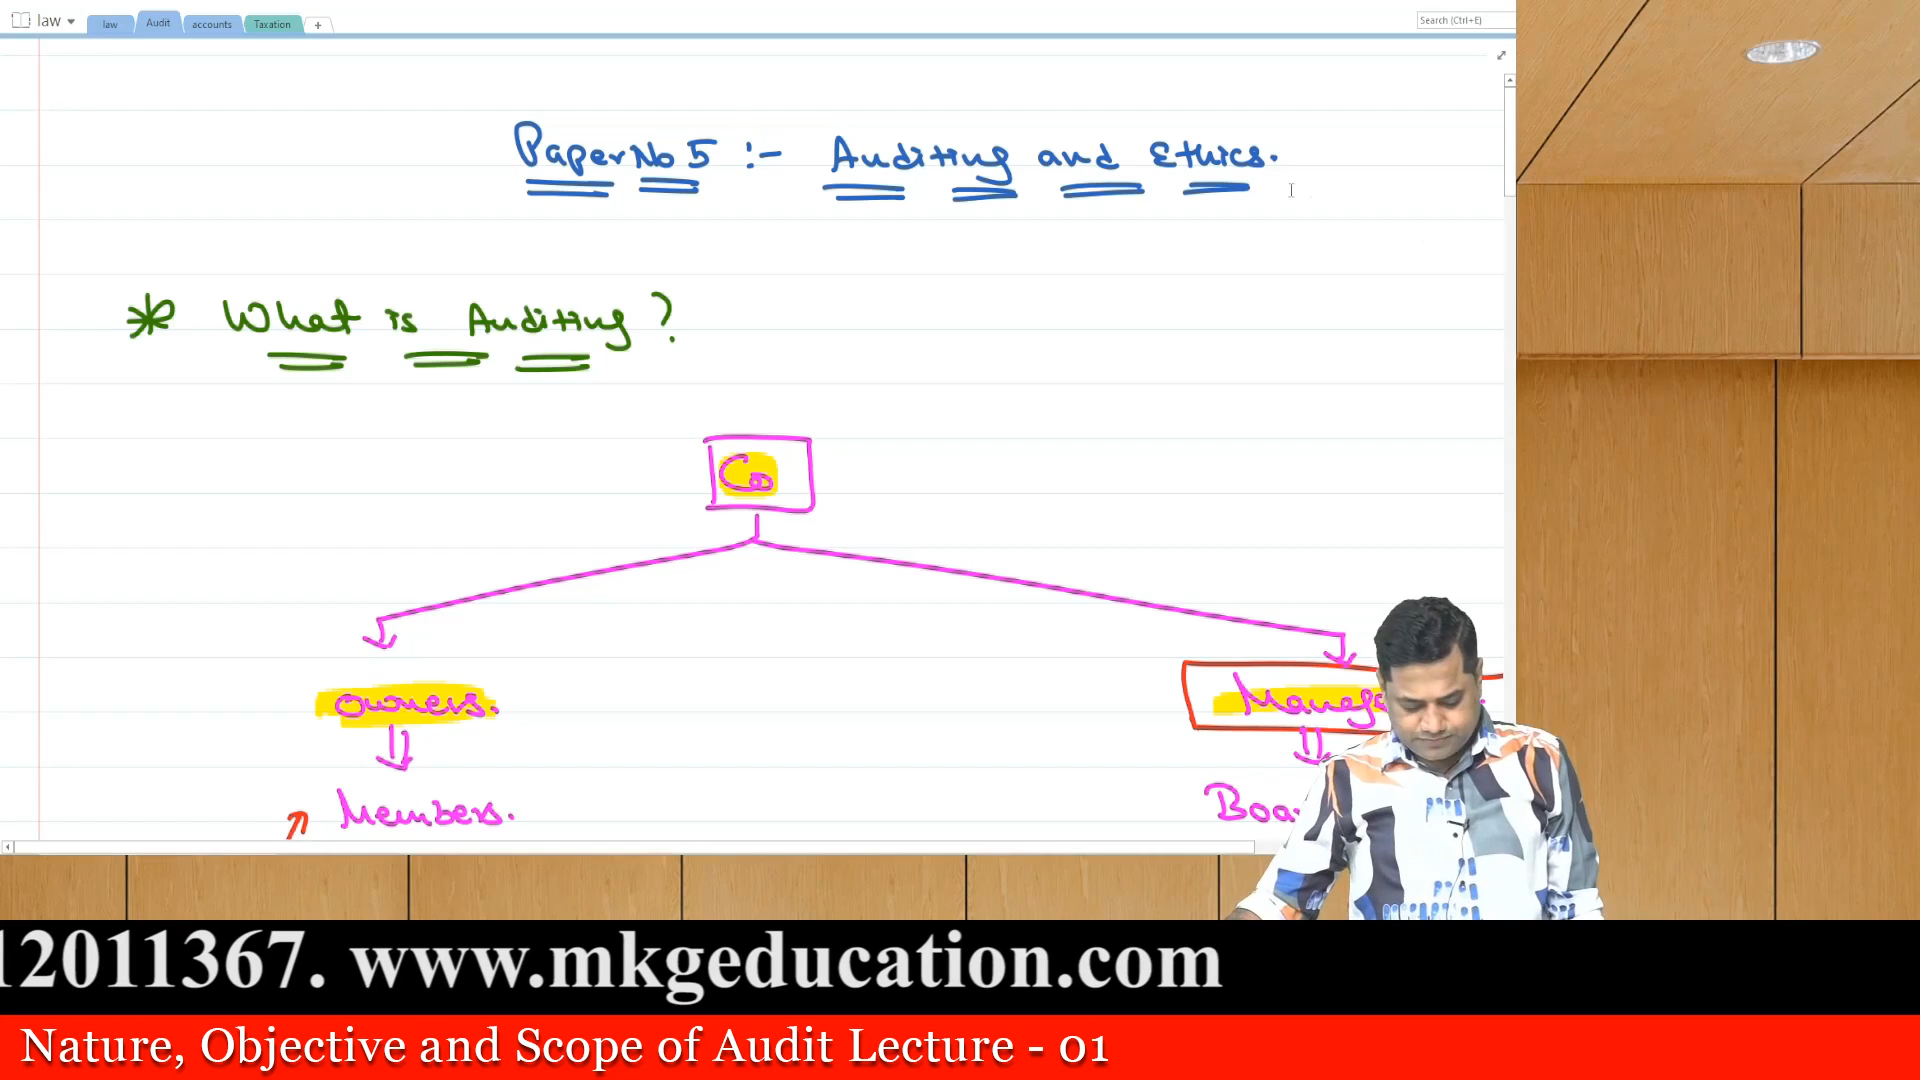 law
law Audit accounts Taxation +
Search (Ctrl+E)
Paper No 5 :- Auditing and Ethics.
* What is Auditing?
Co
Owners.
Members.
12011367. www.mkgeducation.com
Nature, Objective and Scope of Audit Lecture - 01